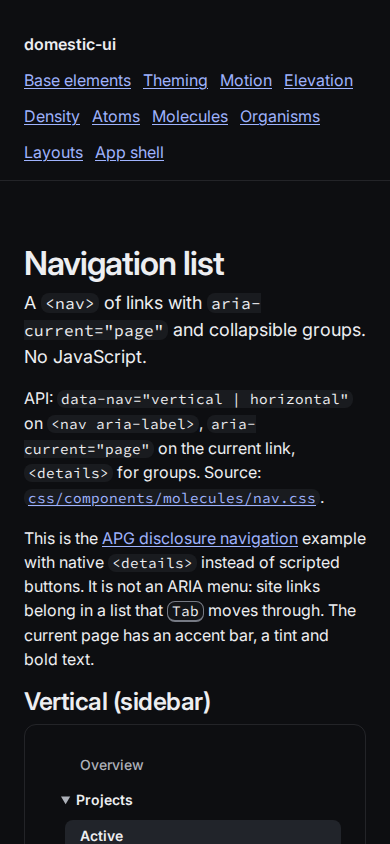 domestic-ui
Base elements Theming Motion Elevation
Density Atoms Molecules Organisms
Layouts App shell
Navigation list
A <nav> of links with aria-
current="page" and collapsible groups.
No JavaScript.
API: data-nav="vertical | horizontal"
on <nav aria-label>, aria-
current="page" on the current link,
<details> for groups. Source:
css/components/molecules/nav.css.
This is the APG disclosure navigation example
with native <details> instead of scripted
buttons. It is not an ARIA menu: site links
belong in a list that Tab moves through. The
current page has an accent bar, a tint and
bold text.
Vertical (sidebar)
Overview
▼ Projects
Active